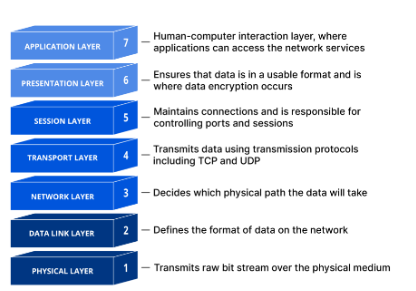 APPLICATION LAYER 7 — Human-computer interaction layer, where
applications can access the network services
PRESENTATION LAYER 6 — Ensures that data is in a usable format and is
where data encryption occurs
SESSION LAYER 5 — Maintains connections and is responsible for
controlling ports and sessions
TRANSPORT LAYER 4 — Transmits data using transmission protocols
including TCP and UDP
NETWORK LAYER 3 — Decides which physical path the data will take
DATA LINK LAYER 2 — Defines the format of data on the network
PHYSICAL LAYER 1 — Transmits raw bit stream over the physical medium